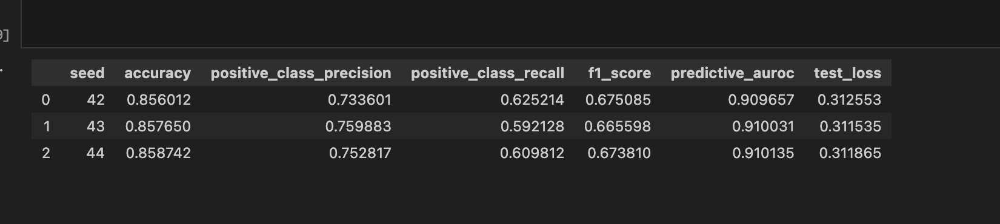 seed accuracy positive_class_precision positive_class_recall f1_score predictive_auroc test_loss
0 42 0.856012 0.733601 0.625214 0.675085 0.909657 0.312553
1 43 0.857650 0.759883 0.592128 0.665598 0.910031 0.311535
2 44 0.858742 0.752817 0.609812 0.673810 0.910135 0.311865